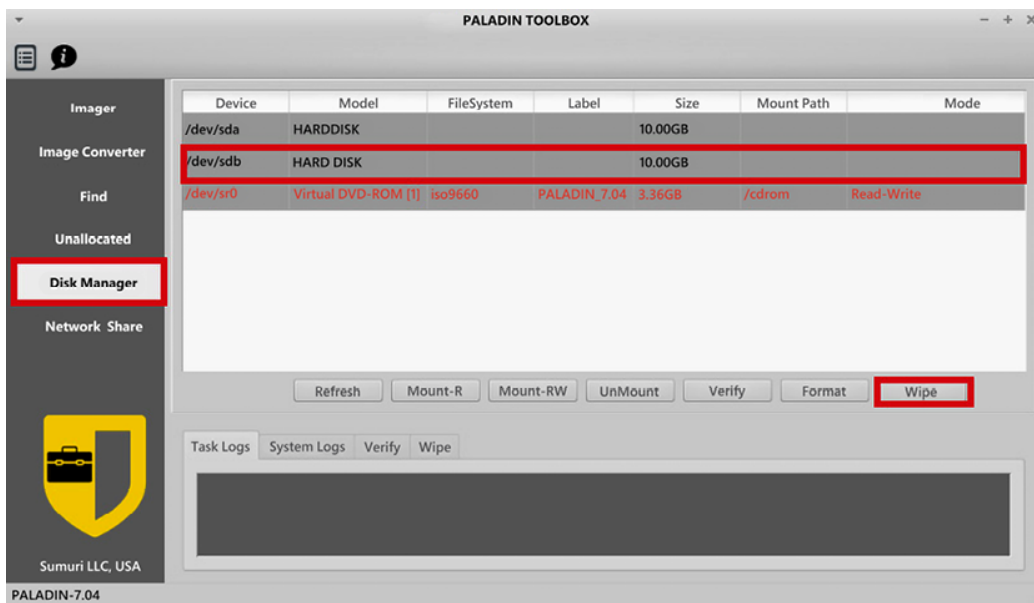 PALADIN TOOLBOX
Imager
Image Converter
Find
Unallocated
Disk Manager
Network Share
Device Model FileSystem Label Size Mount Path Mode
/dev/sda HARDDISK 10.00GB
/dev/sdb HARD DISK 10.00GB
/dev/sr0 Virtual DVD-ROM [1] iso9660 PALADIN_7.04 3.36GB /cdrom Read-Write
Refresh Mount-R Mount-RW UnMount Verify Format Wipe
Task Logs System Logs Verify Wipe
Sumuri LLC, USA
PALADIN-7.04